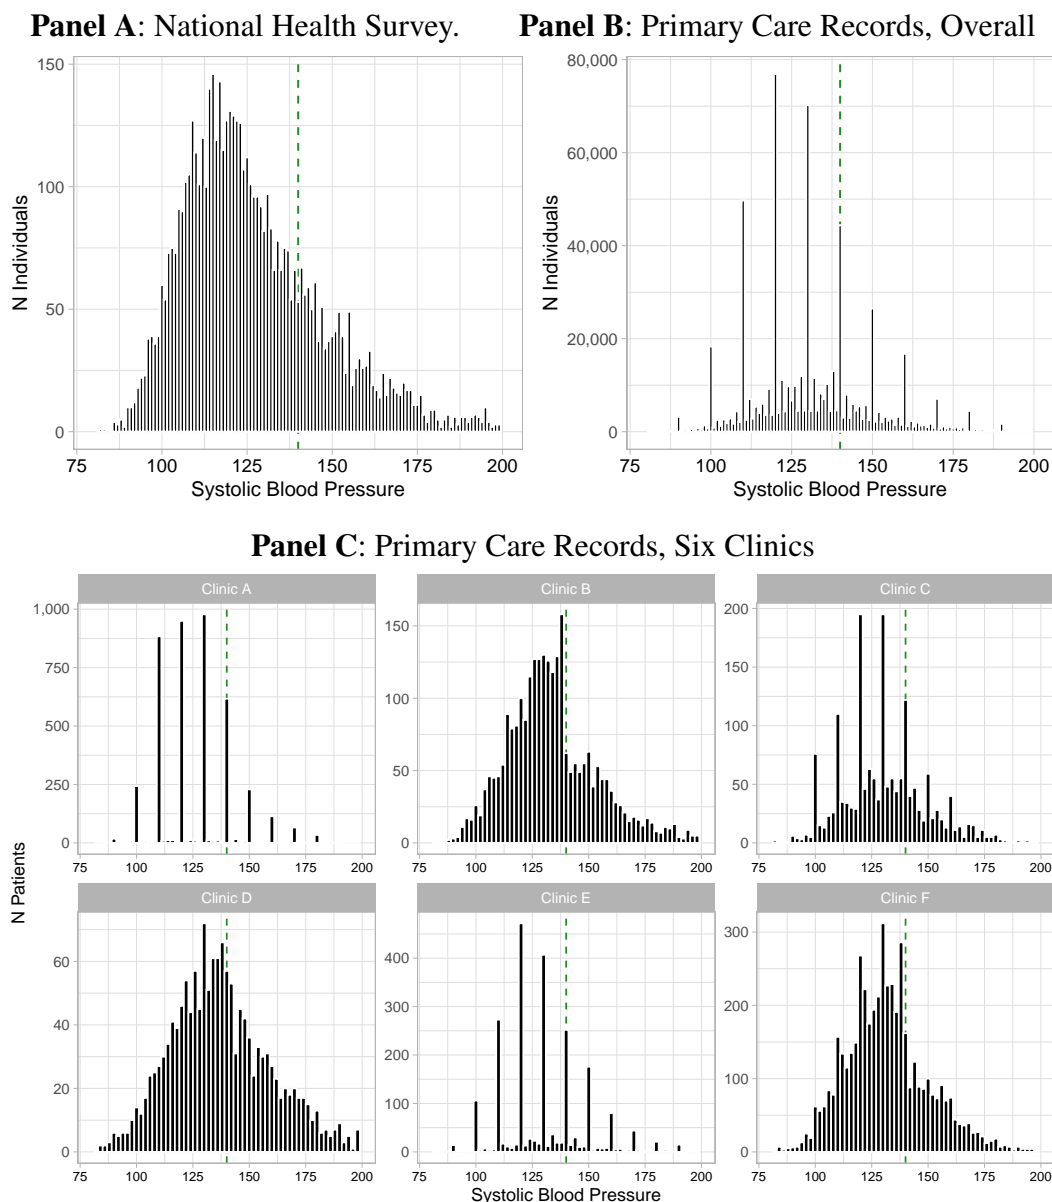 Panel A: National Health Survey.
150
100
50
0
75 100 125 150 175 200
N Individuals
Systolic Blood Pressure
Panel B: Primary Care Records, Overall
80,000
60,000
40,000
20,000
0
75 100 125 150 175 200
N Individuals
Systolic Blood Pressure
Panel C: Primary Care Records, Six Clinics
N Patients
Clinic A
1,000
750
500
250
0
75 100 125 150 175 200
Clinic B
150
100
50
0
75 100 125 150 175 200
Clinic C
200
150
100
50
0
75 100 125 150 175 200
Clinic D
60
40
20
0
75 100 125 150 175 200
Clinic E
400
300
200
100
0
75 100 125 150 175 200
Clinic F
300
200
100
0
75 100 125 150 175 200
Systolic Blood Pressure